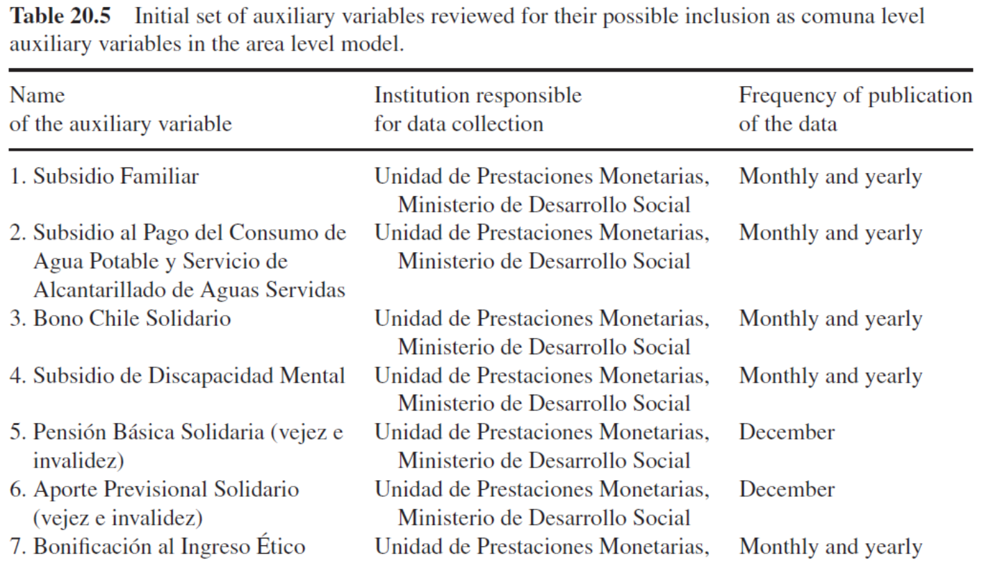 Table 20.5 Initial set of auxiliary variables reviewed for their possible inclusion as comuna level
auxiliary variables in the area level model.
Name Institution responsible Frequency of publication
of the auxiliary variable for data collection of the data
1. Subsidio Familiar Unidad de Prestaciones Monetarias, Monthly and yearly
Ministerio de Desarrollo Social
2. Subsidio al Pago del Consumo de Unidad de Prestaciones Monetarias, Monthly and yearly
Agua Potable y Servicio de Ministerio de Desarrollo Social
Alcantarillado de Aguas Servidas
3. Bono Chile Solidario Unidad de Prestaciones Monetarias, Monthly and yearly
Ministerio de Desarrollo Social
4. Subsidio de Discapacidad Mental Unidad de Prestaciones Monetarias, Monthly and yearly
Ministerio de Desarrollo Social
5. Pensión Básica Solidaria (vejez e Unidad de Prestaciones Monetarias, December
invalidez) Ministerio de Desarrollo Social
6. Aporte Previsional Solidario Unidad de Prestaciones Monetarias, December
(vejez e invalidez) Ministerio de Desarrollo Social
7. Bonificación al Ingreso Ético Unidad de Prestaciones Monetarias, Monthly and yearly